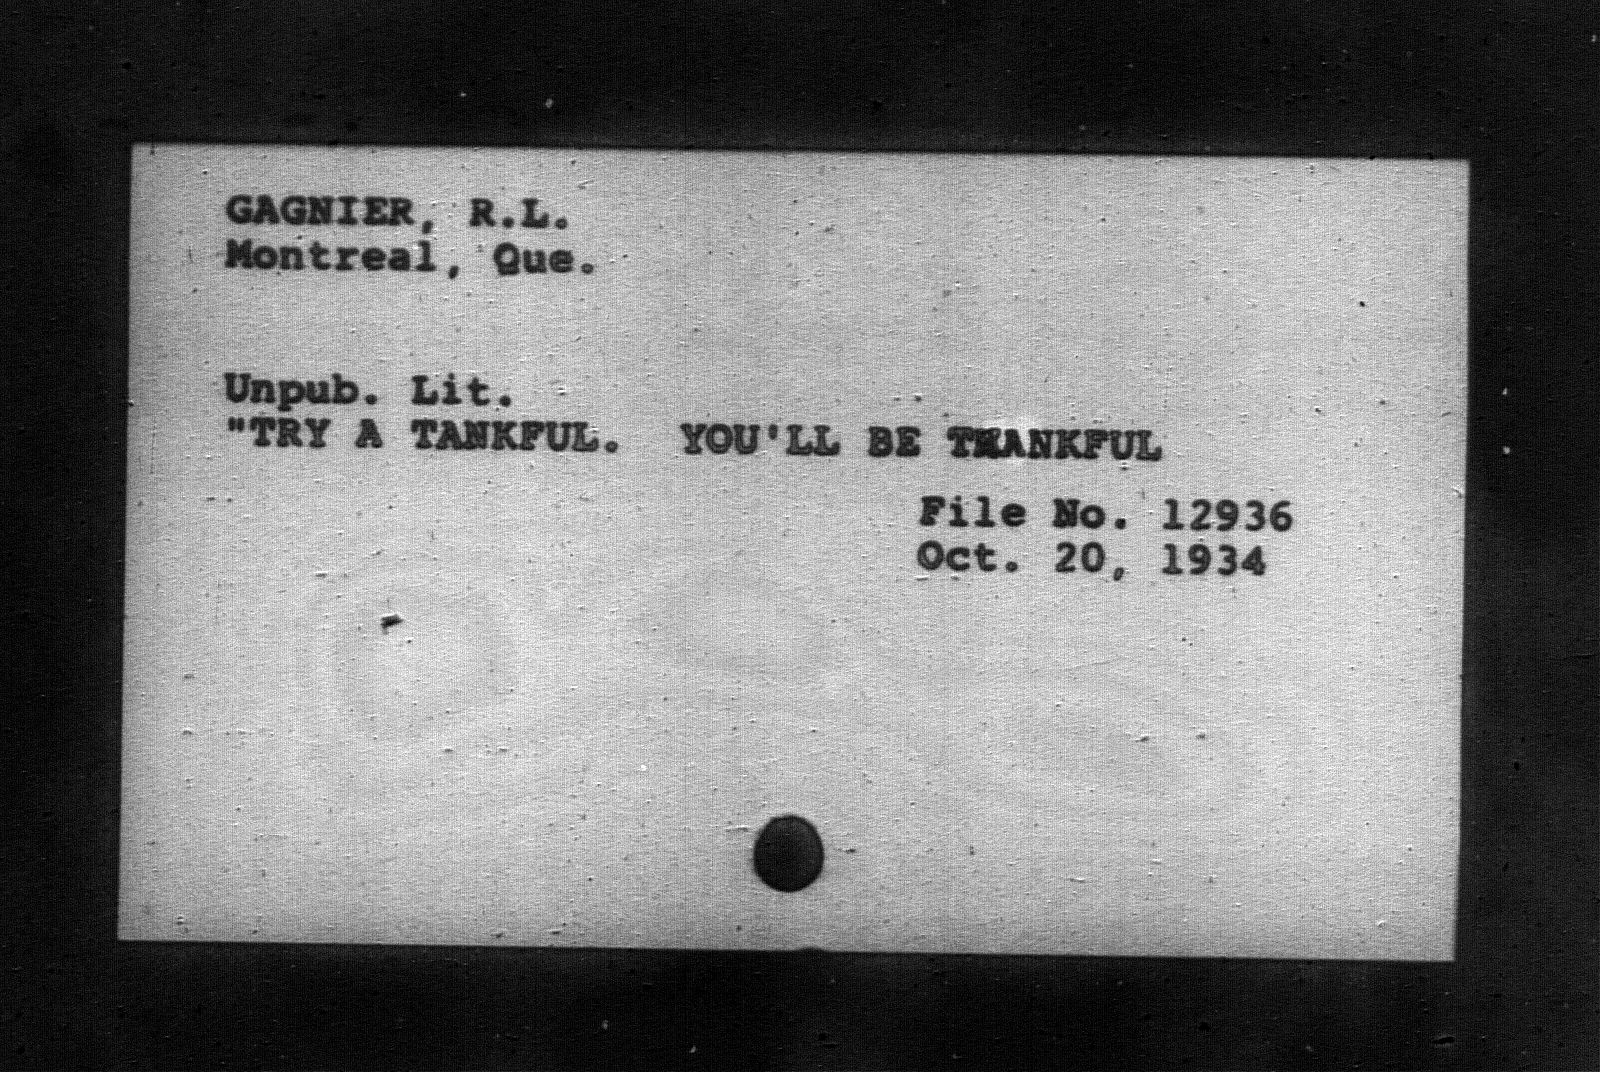 GAGNIER, R.L.
Montreal, Que.
Unpub. Lit.
"TRY A TANKFUL. YOU'LL BE THANKFUL
File No. 12936
Oct. 20, 1934